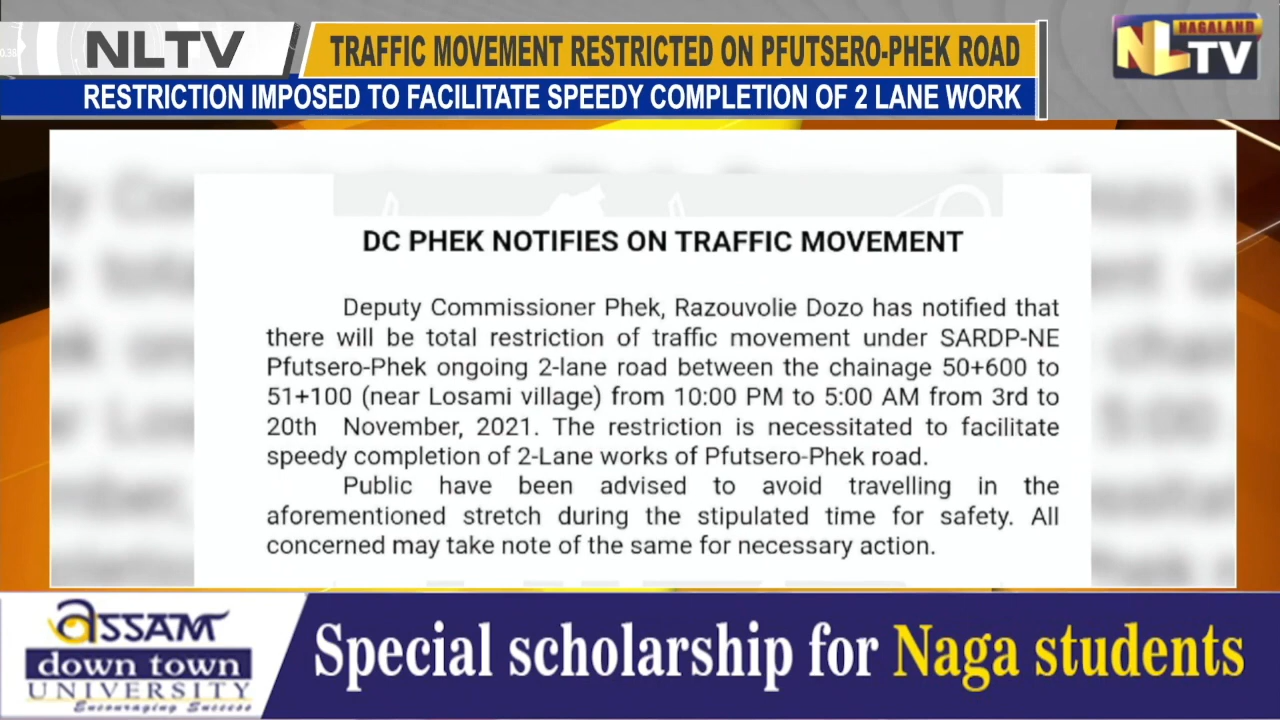 NLTV
TRAFFIC MOVEMENT RESTRICTED ON PFUTSERO-PHEK ROAD
RESTRICTION IMPOSED TO FACILITATE SPEEDY COMPLETION OF 2 LANE WORK
NAGALAND
NLTV
DC PHEK NOTIFIES ON TRAFFIC MOVEMENT
Deputy Commissioner Phek, Razouvolie Dozo has notified that
there will be total restriction of traffic movement under SARDP-NE
Pfutsero-Phek ongoing 2-lane road between the chainage 50+600 to
51+100 (near Losami village) from 10:00 PM to 5:00 AM from 3rd to
20th November, 2021. The restriction is necessitated to facilitate
speedy completion of 2-Lane works of Pfutsero-Phek road.
Public have been advised to avoid travelling in the
aforementioned stretch during the stipulated time for safety. All
concerned may take note of the same for necessary action.
assam
down town
UNIVERSITY
Encouraging Success
Special scholarship for Naga students